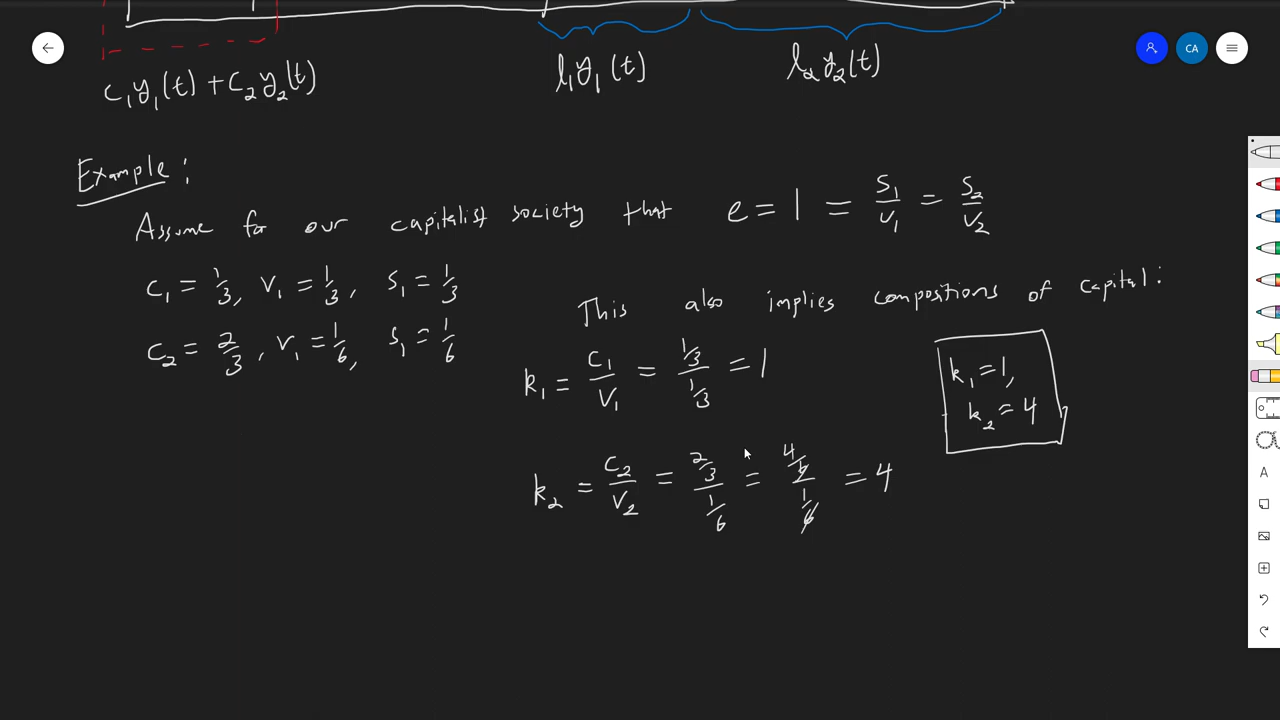 c₁y₁(t) + c₂y₂(t)
l₁y₁(t)
l₂y₂(t)
CA
Example:
Assume for our capitalist society that e = 1 = S₁/V₁ = S₂/V₂
C₁ = 1/3, V₁ = 1/3, S₁ = 1/3
C₂ = 2/3, V₁ = 1/6, S₁ = 1/6
This also implies compositions of capital:
k₁ = C₁/V₁ = (1/3)/(1/3) = 1
k₁ = 1,
k₂ = 4
k₂ = C₂/V₂ = (2/3)/(1/6) = (4/6)/(1/6) = 4
A